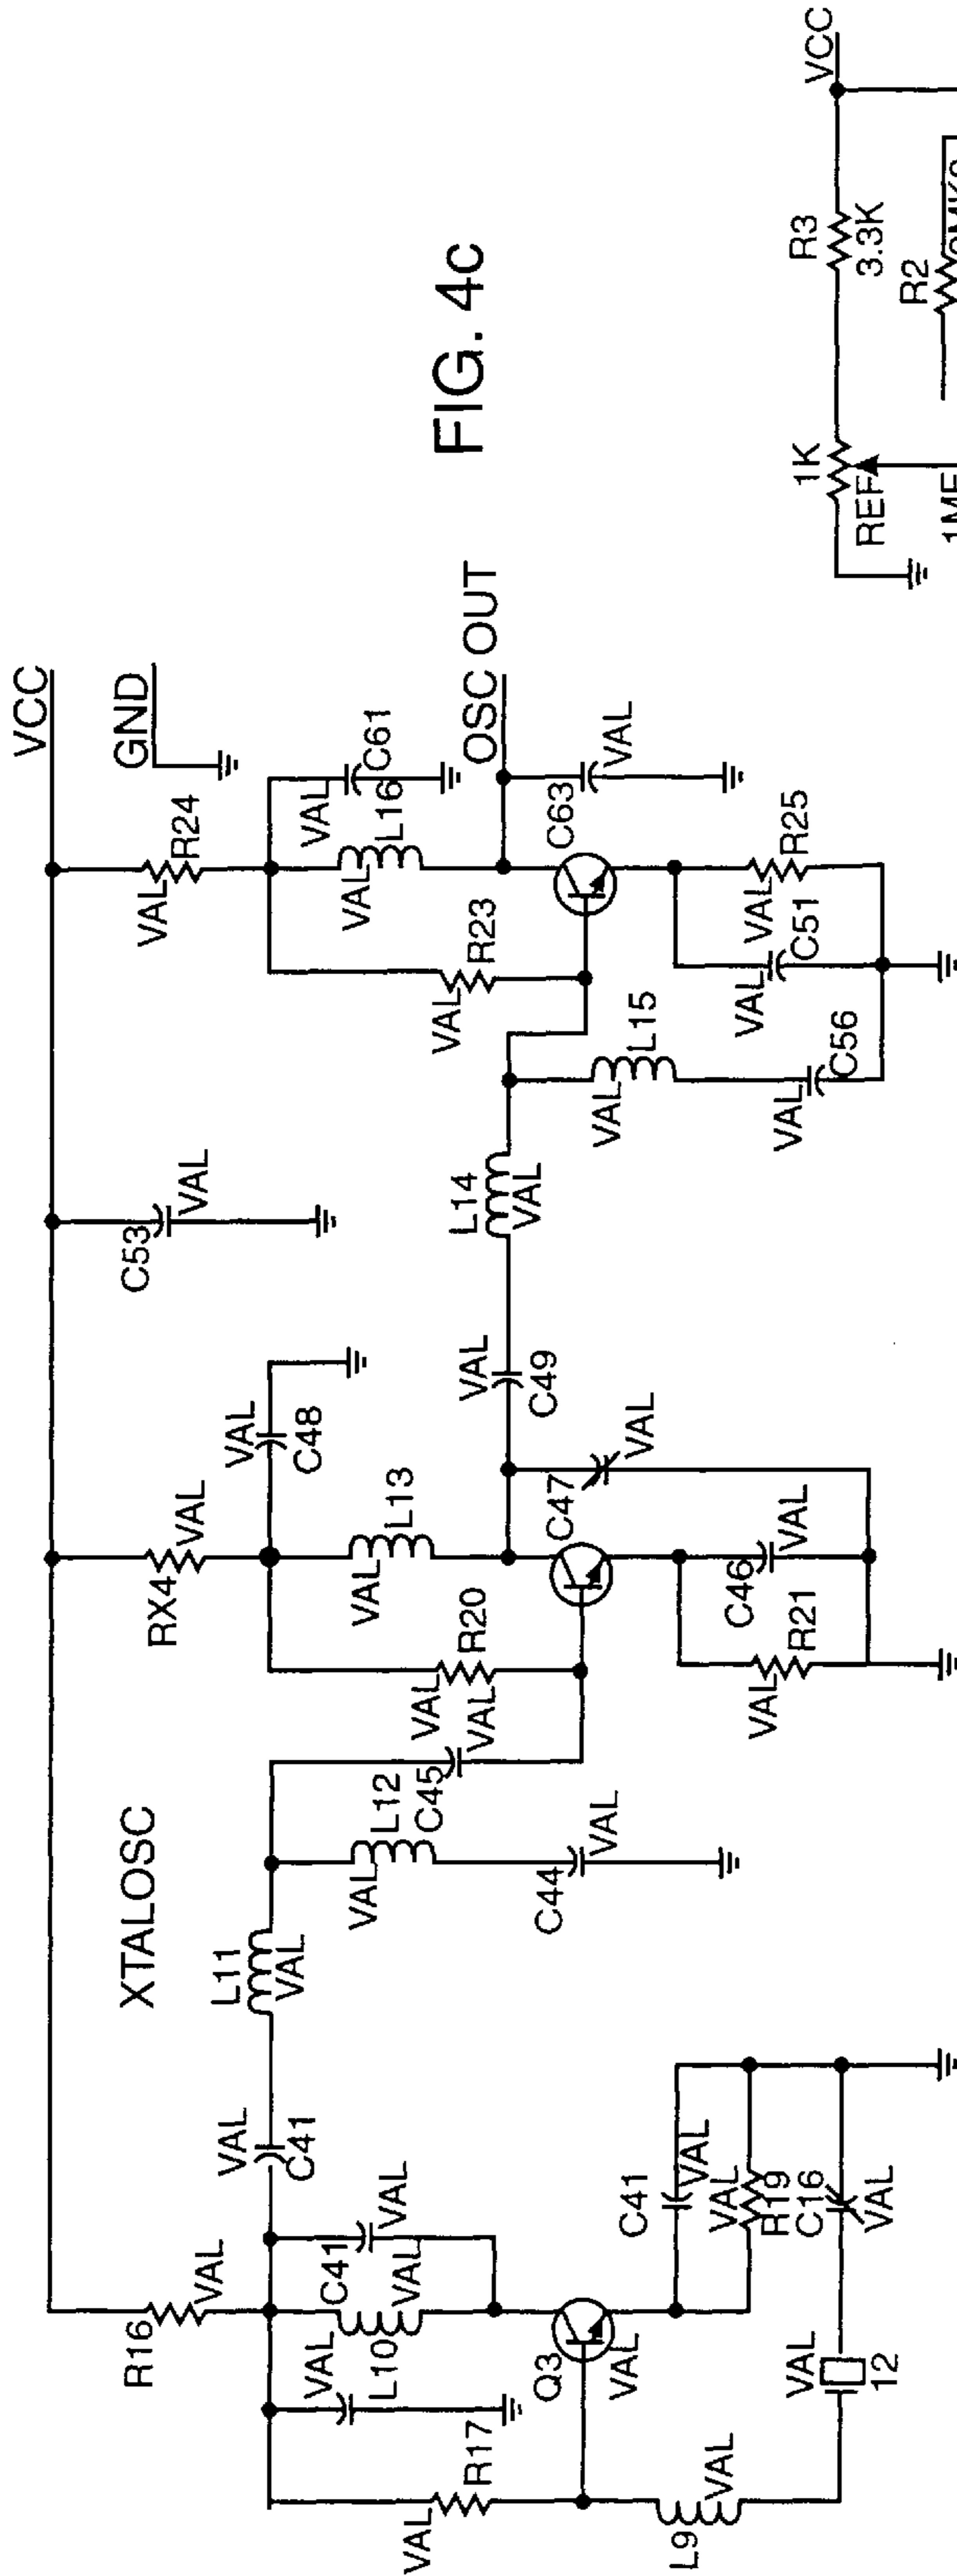 VCC
GND
XTALOSC
FIG. 4c
R16
VAL
VAL
R17
VAL
L10
C41
VAL
VAL
VAL
C41
L11
VAL
Q3
VAL
L9
VAL
VAL
12
C41
VAL
VAL
R19
C16
VAL
VAL
L12
C44
VAL
C45
VAL
VAL
R20
RX4
VAL
VAL
C48
VAL
L13
C47
VAL
C46
VAL
VAL
R21
VAL
C49
C53
VAL
L14
VAL
VAL
L15
VAL
C56
VAL
R23
VAL
R24
VAL
C61
VAL
L16
OSC OUT
C63
VAL
VAL
C51
VAL
R25
VCC
R3
3.3K
1K
REF
R2